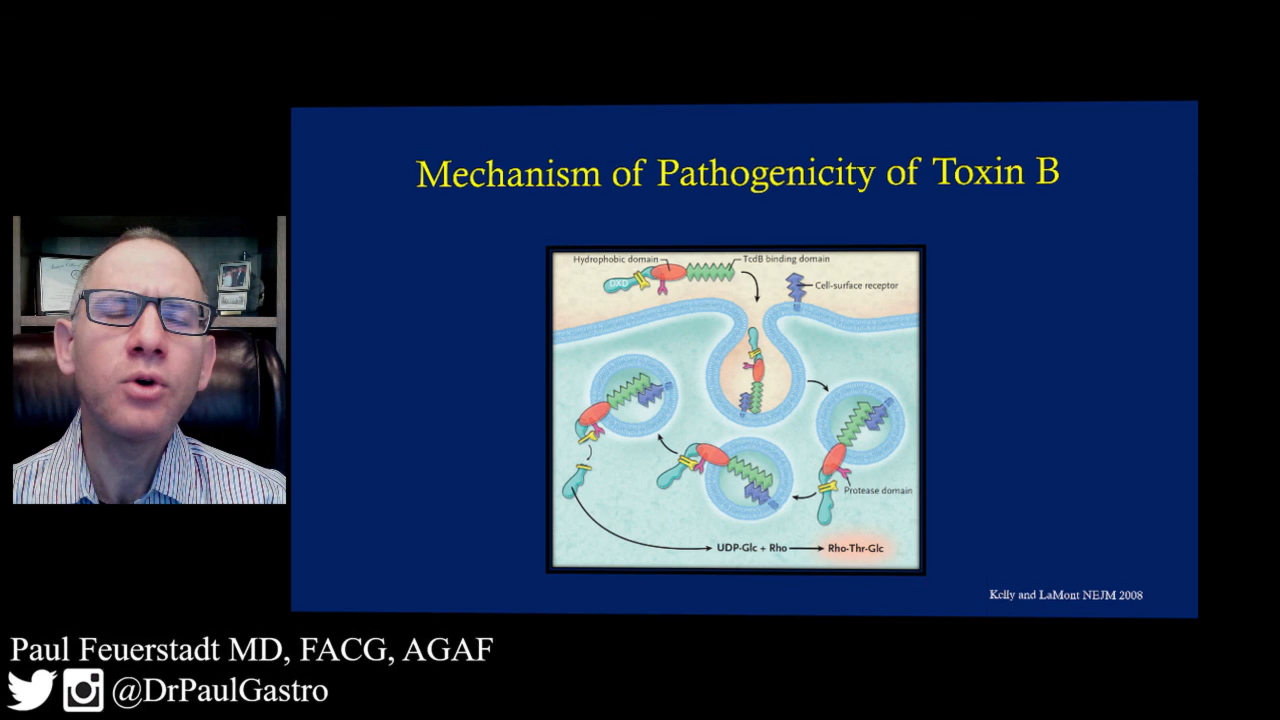 Mechanism of Pathogenicity of Toxin B
Hydrophobic domain
TcdB binding domain
DXD
Cell-surface receptor
Protease domain
UDP-Glc + Rho
Rho-Thr-Glc
Kelly and LaMont NEJM 2008
Paul Feuerstadt MD, FACG, AGAF
@DrPaulGastro